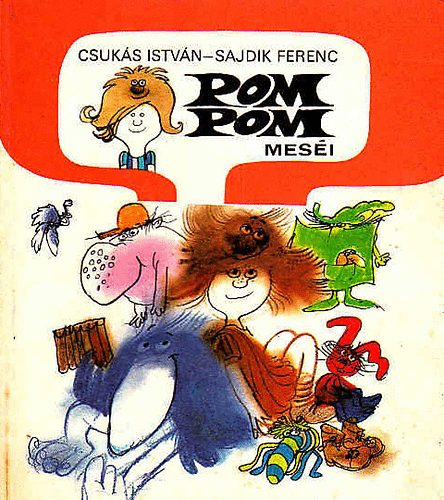 CSUKÁS ISTVÁN–SAJDIK FERENC
POM
POM
MESÉI